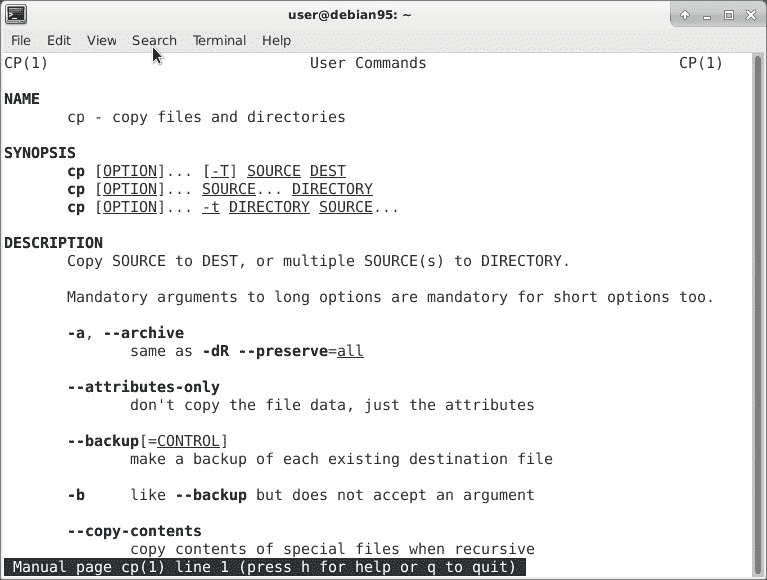 user@debian95: ~
File Edit View Search Terminal Help
CP(1) User Commands CP(1)
NAME
cp - copy files and directories
SYNOPSIS
cp [OPTION]... [-T] SOURCE DEST
cp [OPTION]... SOURCE... DIRECTORY
cp [OPTION]... -t DIRECTORY SOURCE...
DESCRIPTION
Copy SOURCE to DEST, or multiple SOURCE(s) to DIRECTORY.
Mandatory arguments to long options are mandatory for short options too.
-a, --archive
same as -dR --preserve=all
--attributes-only
don't copy the file data, just the attributes
--backup[=CONTROL]
make a backup of each existing destination file
-b like --backup but does not accept an argument
--copy-contents
copy contents of special files when recursive
Manual page cp(1) line 1 (press h for help or q to quit)